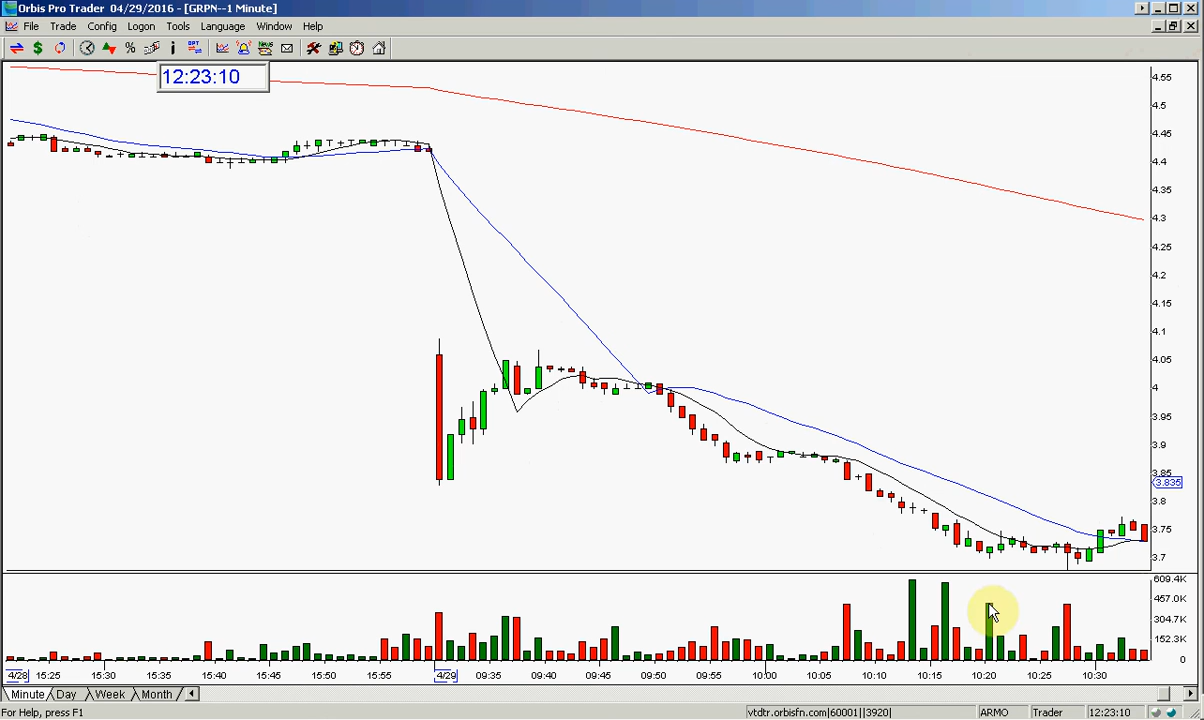 Orbis Pro Trader 04/29/2016 - [GRPN--1 Minute]
File Trade Config Logon Tools Language Window Help
12:23:10
4.55
4.5
4.45
4.4
4.35
4.3
4.25
4.2
4.15
4.1
4.05
4
3.95
3.9
3.85
3.835
3.8
3.75
3.7
609.4K
457.0K
304.7K
152.3K
0
4/28 15:25 15:30 15:35 15:40 15:45 15:50 15:55 4/29 09:35 09:40 09:45 09:50 09:55 10:00 10:05 10:10 10:15 10:20 10:25 10:30
Minute Day Week Month
For Help, press F1 vtdtr.orbisfn.com|60001||3920| ARMO Trader 12:23:10